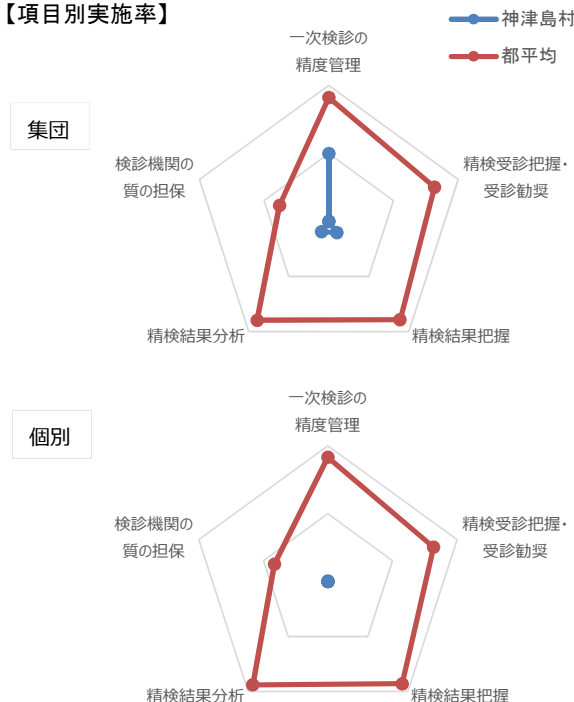 【項目別実施率】
神津島村
都平均
集団
一次検診の
精度管理
精検受診把握・
受診勧奨
精検結果把握
精検結果分析
検診機関の
質の担保
個別
一次検診の
精度管理
精検受診把握・
受診勧奨
精検結果把握
精検結果分析
検診機関の
質の担保